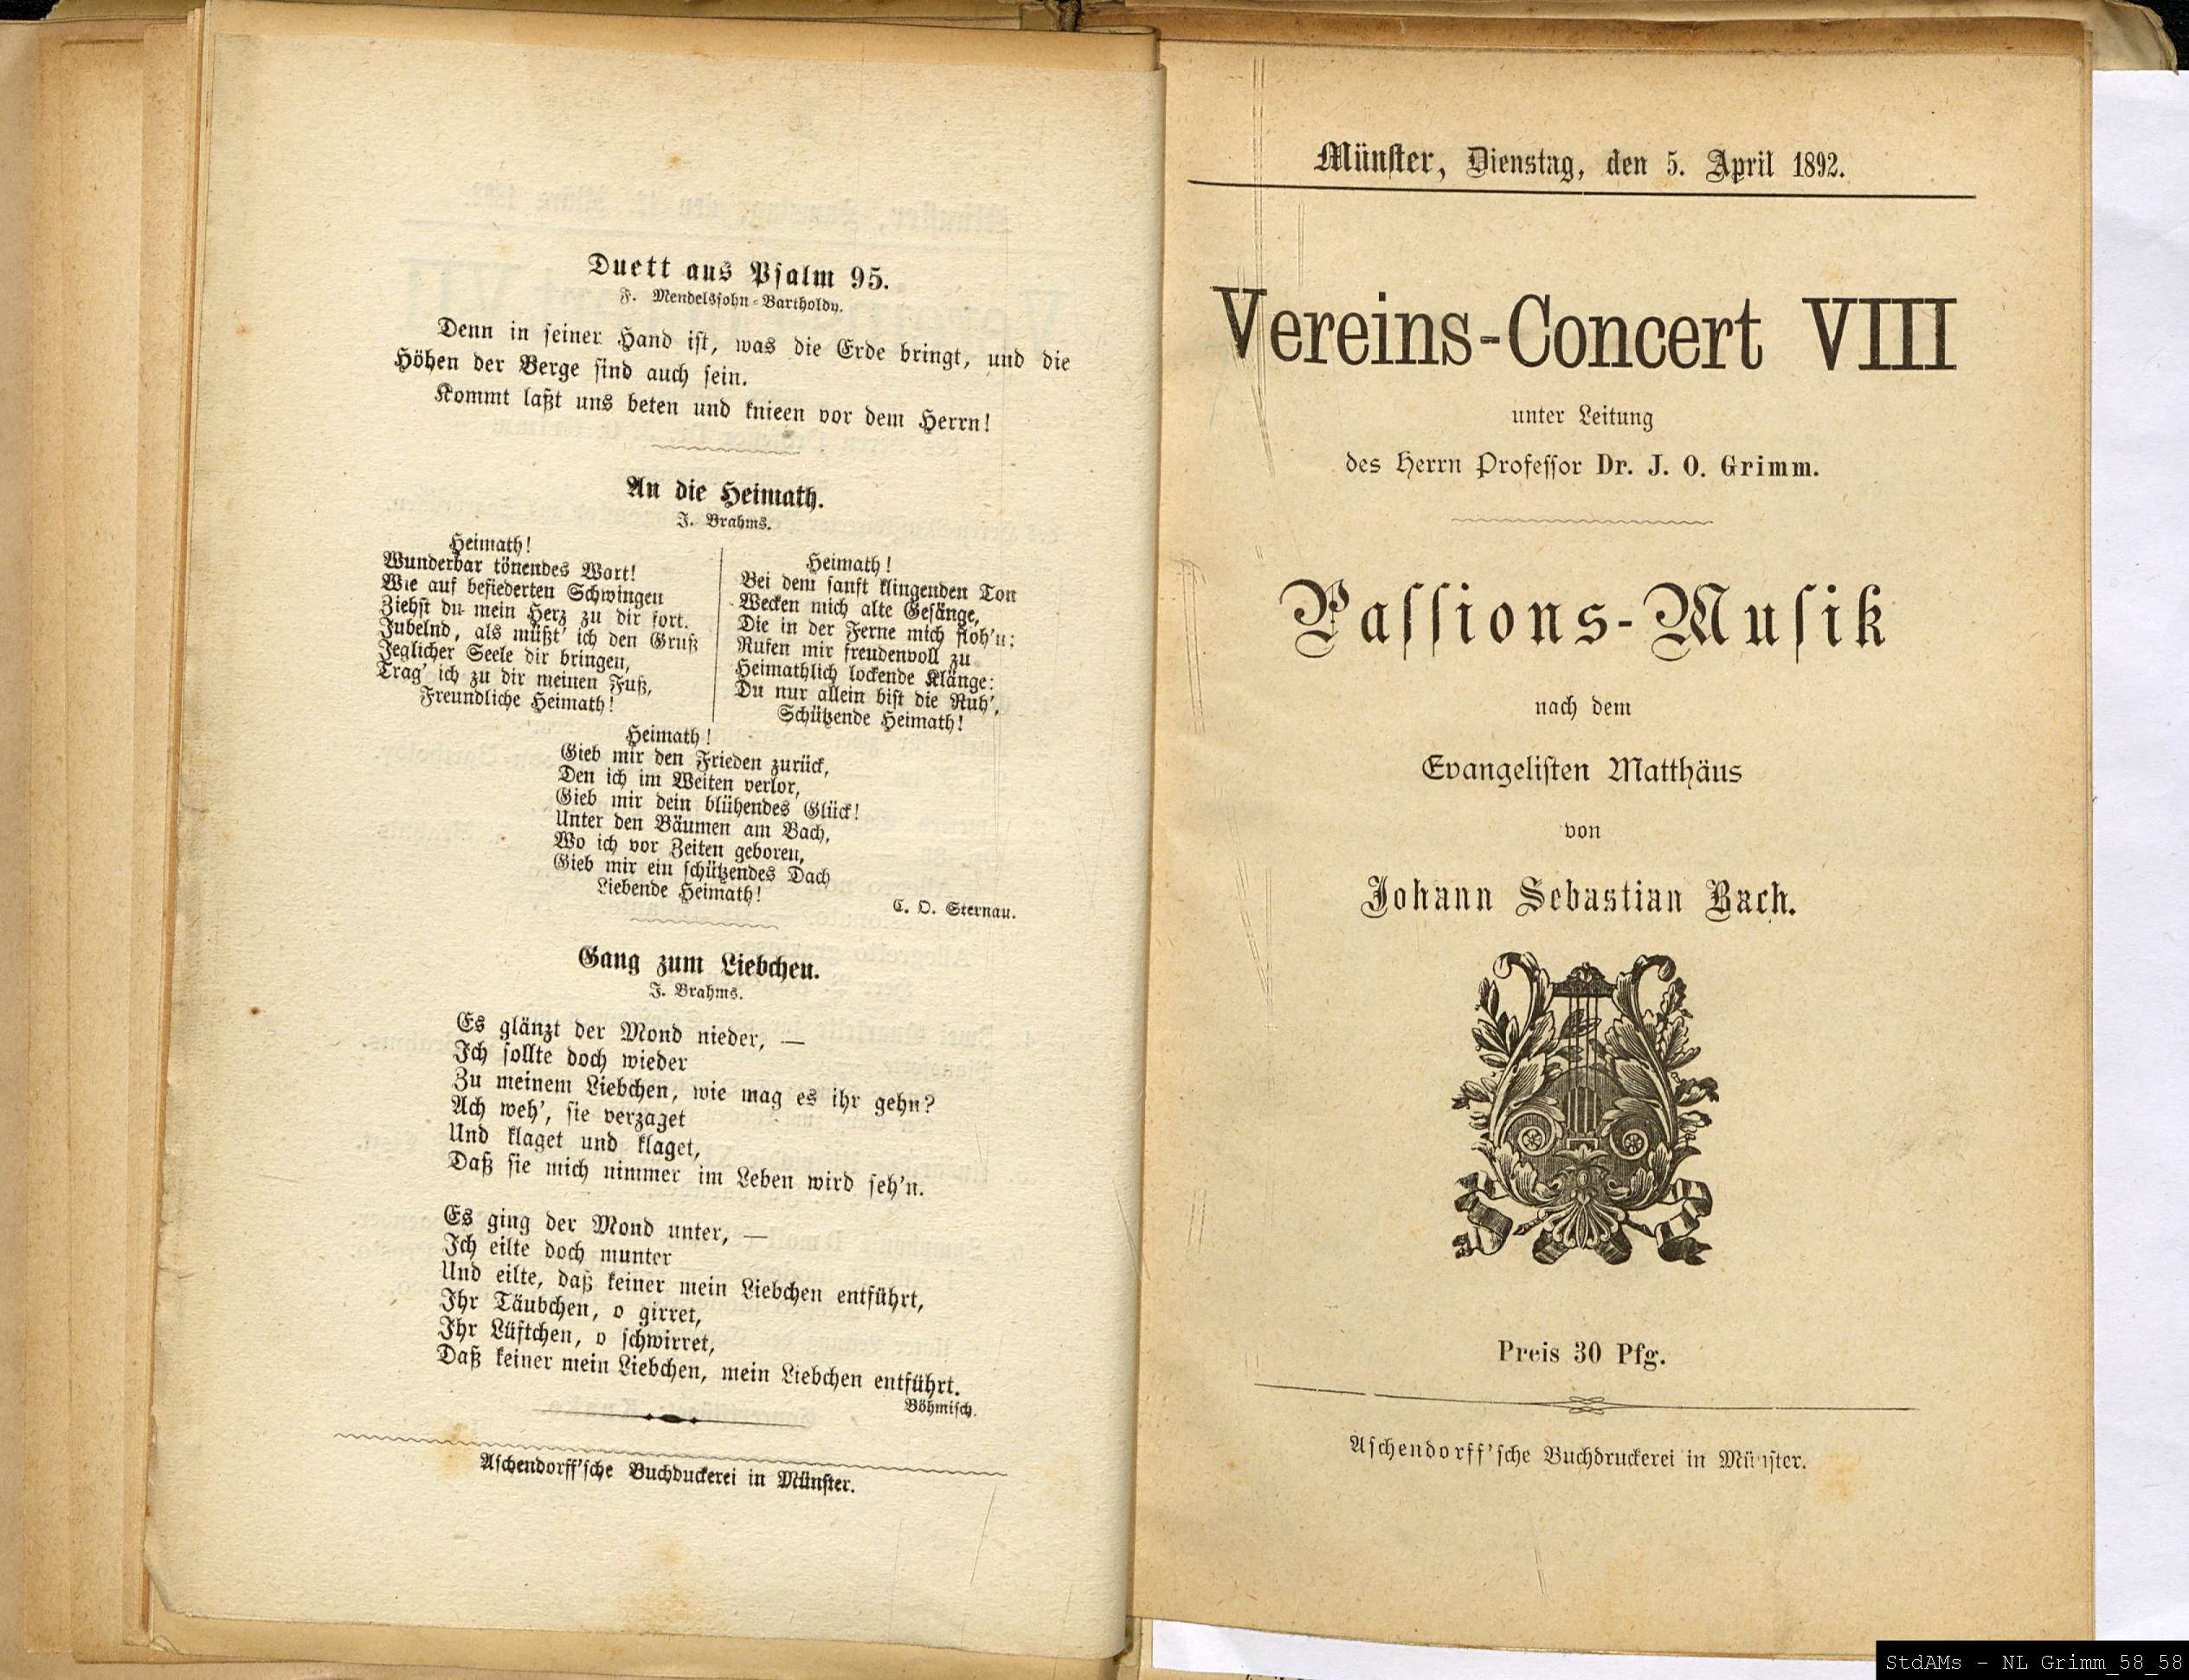 Duett aus Psalm 95.
F. Mendelssohn-Bartholdy.
Denn in seiner Hand ist, was die Erde bringt, und die
Höhen der Berge sind auch sein.
Kommt laßt uns beten und knieen vor dem Herrn!
An die Heimath.
J. Brahms.
Heimath!
Wunderbar tönendes Wort!
Wie auf befiederten Schwingen
Ziehst du mein Herz zu dir fort.
Jubelnd, als müßt' ich den Gruß
Jeglicher Seele dir bringen,
Trag' ich zu dir meinen Fuß,
Freundliche Heimath!
Heimath!
Bei dem sanft klingenden Ton
Wecken mich alte Gesänge,
Die in der Ferne mich floh'n;
Rufen mir freudenvoll zu
Heimathlich lockende Klänge:
Du nur allein bist die Ruh',
Schützende Heimath!
Heimath!
Gieb mir den Frieden zurück,
Den ich im Weiten verlor,
Gieb mir dein blühendes Glück!
Unter den Bäumen am Bach,
Wo ich vor Zeiten geboren,
Gieb mir ein schützendes Dach
Liebende Heimath!
C. O. Sternau.
Gang zum Liebchen.
J. Brahms.
Es glänzt der Mond nieder, —
Ich sollte doch wieder
Zu meinem Liebchen, wie mag es ihr gehn?
Ach weh', sie verzaget
Und klaget und klaget,
Daß sie mich nimmer im Leben wird seh'n.
Es ging der Mond unter, —
Ich eilte doch munter
Und eilte, daß keiner mein Liebchen entführt,
Ihr Täubchen, o girret,
Ihr Lüftchen, o schwirret,
Daß keiner mein Liebchen, mein Liebchen entführt.
Böhmisch.
Aschendorff'sche Buchduckerei in Münster.
Münster, Dienstag, den 5. April 1892.
Vereins-Concert VIII
unter Leitung
des Herrn Professor Dr. J. O. Grimm.
Passions-Musik
nach dem
Evangelisten Matthäus
von
Johann Sebastian Bach.
Preis 30 Pfg.
Aschendorff'sche Buchdruckerei in Münster.
StdAMs - NL Grimm_58_58